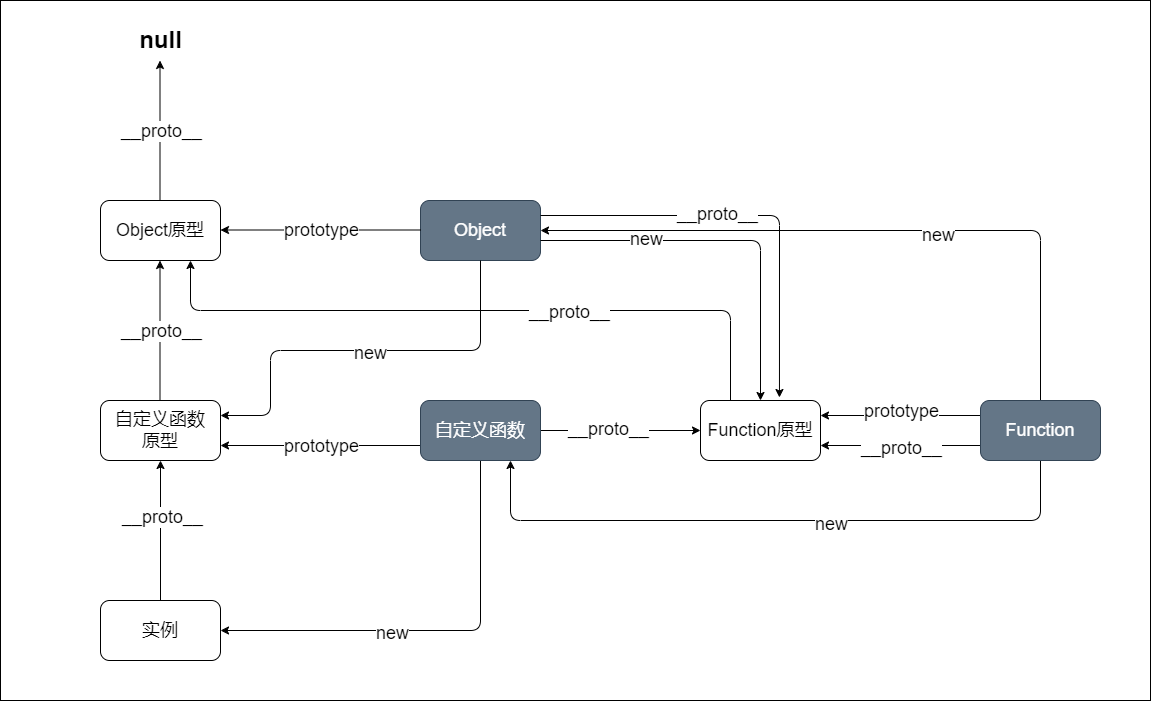 null
__proto__
Object原型
prototype
Object
__proto__
new
new
__proto__
__proto__
new
自定义函数
原型
prototype
自定义函数
__proto__
Function原型
prototype
__proto__
Function
__proto__
new
实例
new